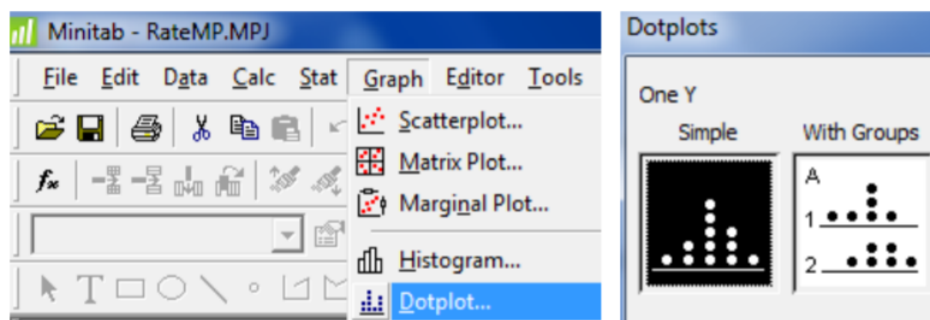 Minitab - RateMP.MPJ
File Edit Data Calc Stat Graph Editor Tools
Scatterplot...
Matrix Plot...
Marginal Plot...
Histogram...
Dotplot...
fx
T
Dotplots
One Y
Simple With Groups
A
1
2